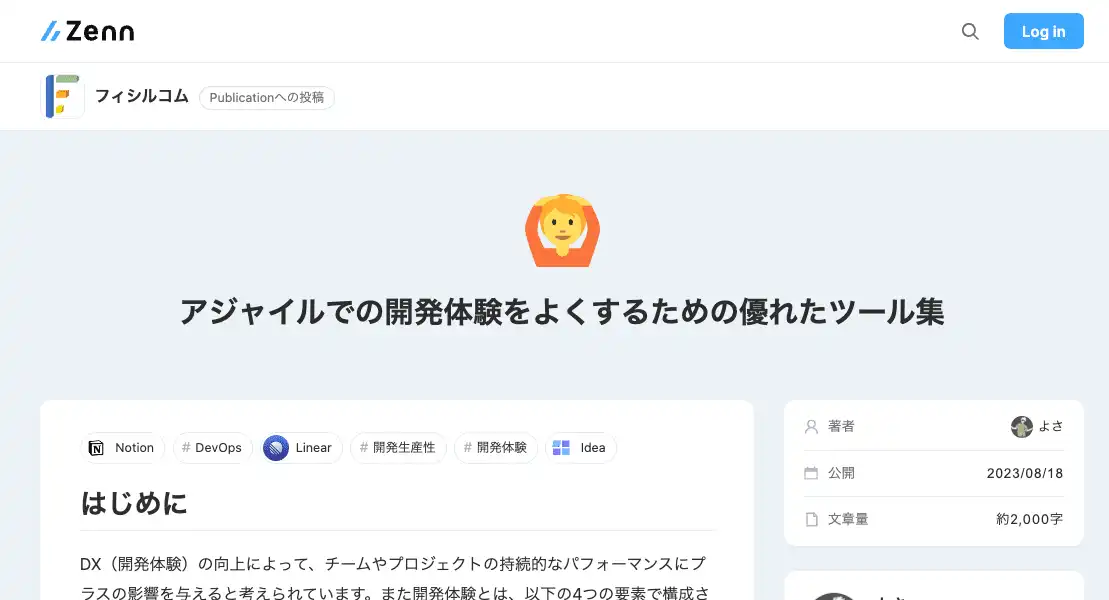 Zenn
Log in
フィシルコム
Publicationへの投稿
アジャイルでの開発体験をよくするための優れたツール集
Notion
# DevOps
Linear
# 開発生産性
# 開発体験
Idea
はじめに
DX（開発体験）の向上によって、チームやプロジェクトの持続的なパフォーマンスにプ
ラスの影響を与えると考えられています。また開発体験とは、以下の4つの要素で構成さ
著者
よさ
公開
2023/08/18
文章量
約2,000字